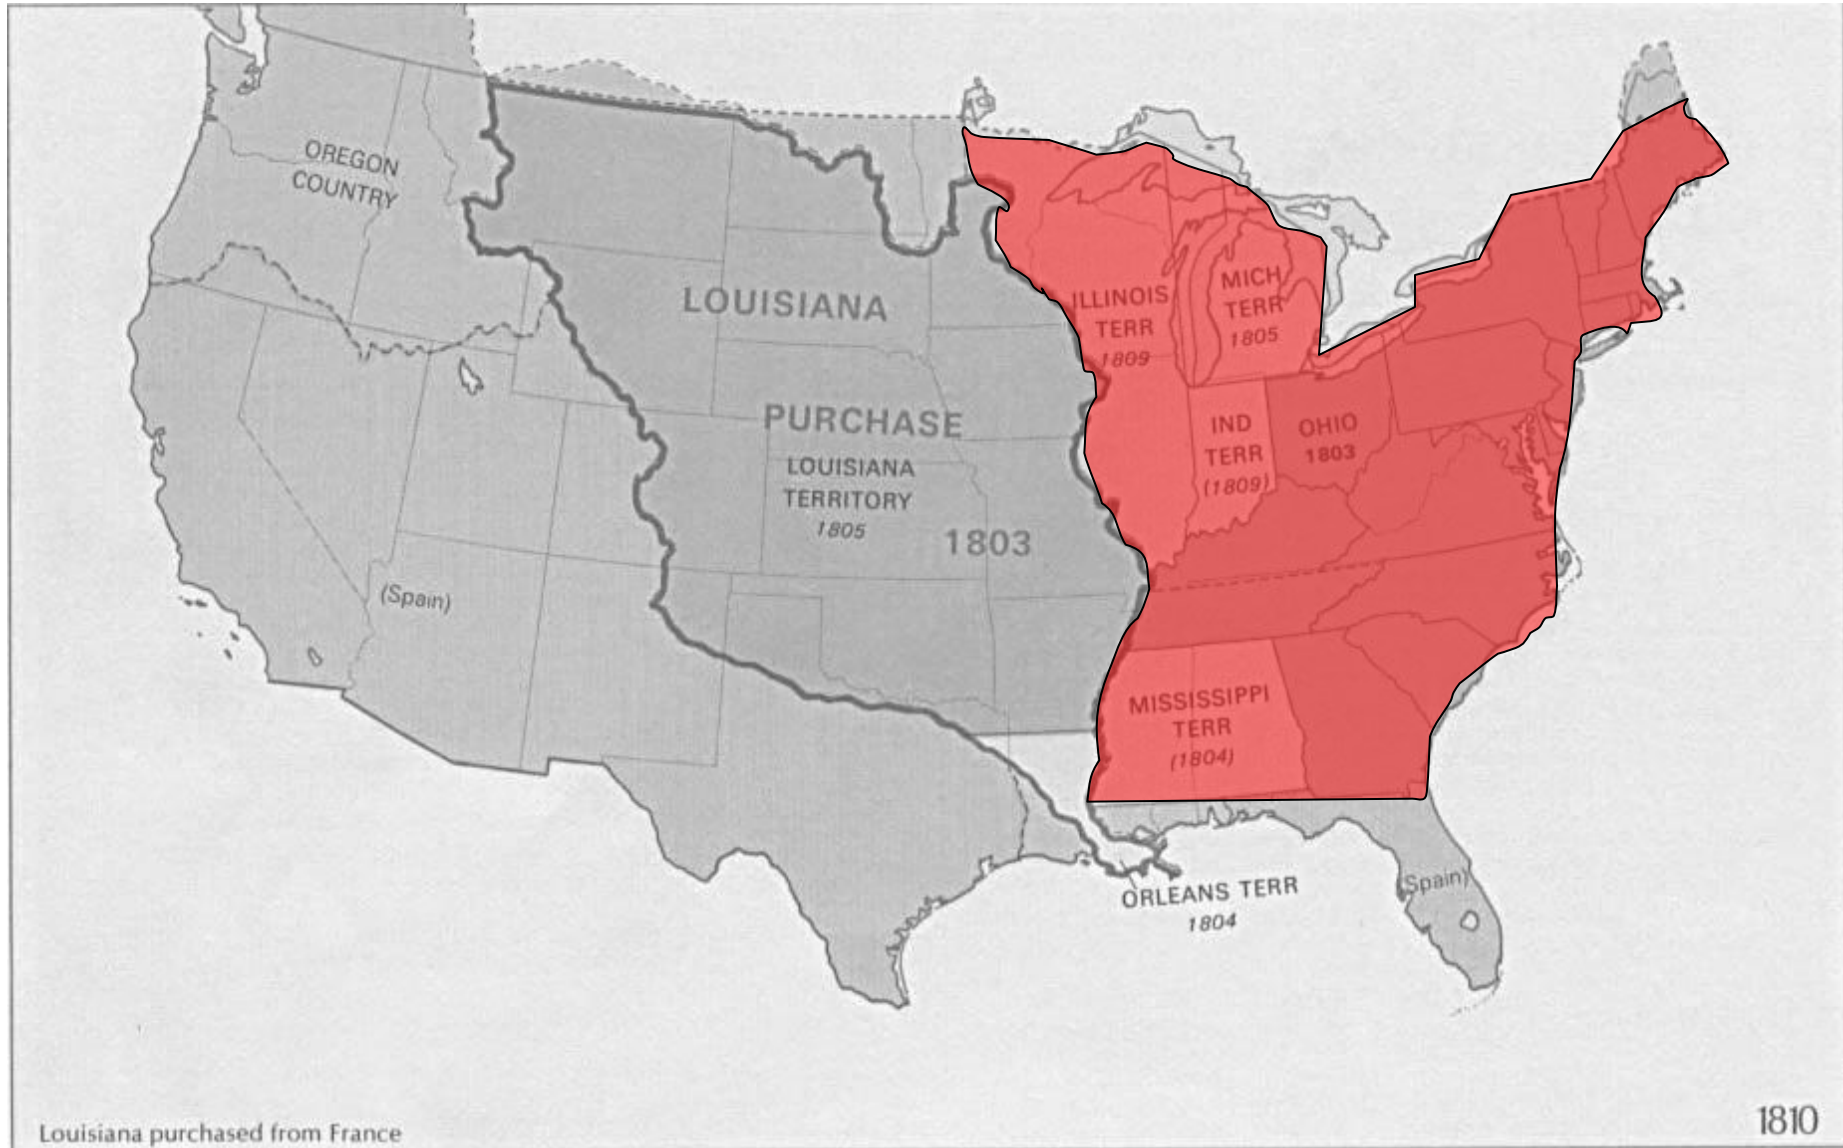 OREGON
COUNTRY
LOUISIANA
PURCHASE
LOUISIANA
TERRITORY
1805
1803
(Spain)
ILLINOIS
TERR
1809
MICH
TERR
1805
IND
TERR
(1809)
OHIO
1803
MISSISSIPPI
TERR
(1804)
ORLEANS TERR
1804
(Spain)
Louisiana purchased from France
1810